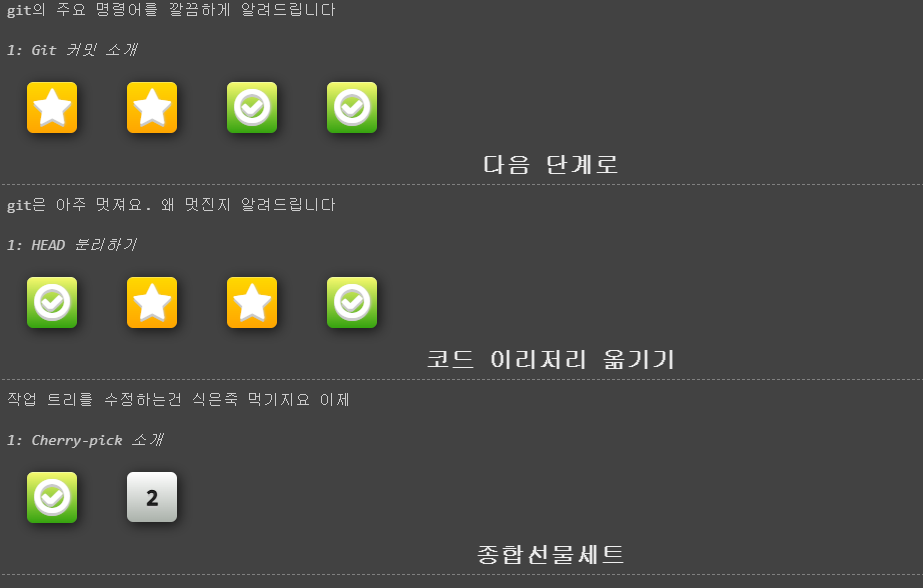 git의 주요 명령어를 깔끔하게 알려드립니다
1: Git 커밋 소개
다음 단계로
git은 아주 멋져요. 왜 멋진지 알려드립니다
1: HEAD 분리하기
코드 이리저리 옮기기
작업 트리를 수정하는건 식은죽 먹기지요 이제
1: Cherry-pick 소개
2
종합선물세트